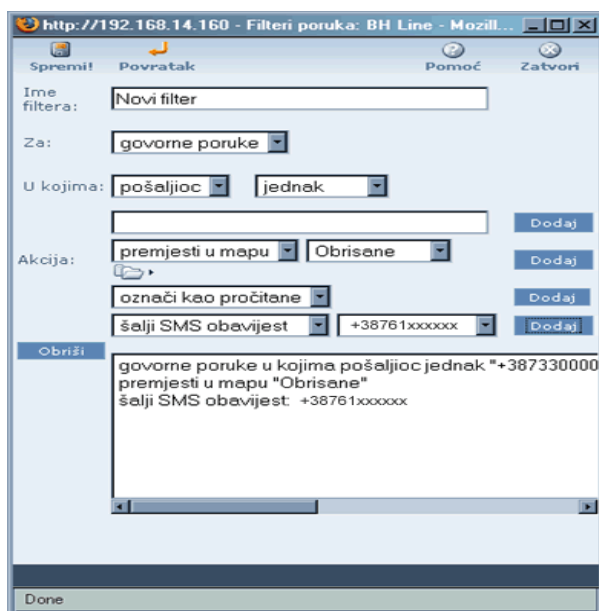 http://192.168.14.160 - Filteri poruka: BH Line - Mozill...
Spremi! Povratak Pomoć Zatvori
Ime filtera: Novi filter
Za: govorne poruke
U kojima: pošaljioc jednak
Dodaj
Akcija: premjesti u mapu Obrisane Dodaj
označi kao pročitane Dodaj
šalji SMS obavijest +38761xxxxxx Dodaj
Obriši
govorne poruke u kojima pošaljioc jednak "+387330000
premjesti u mapu "Obrisane"
šalji SMS obavijest: +38761xxxxxx
Done